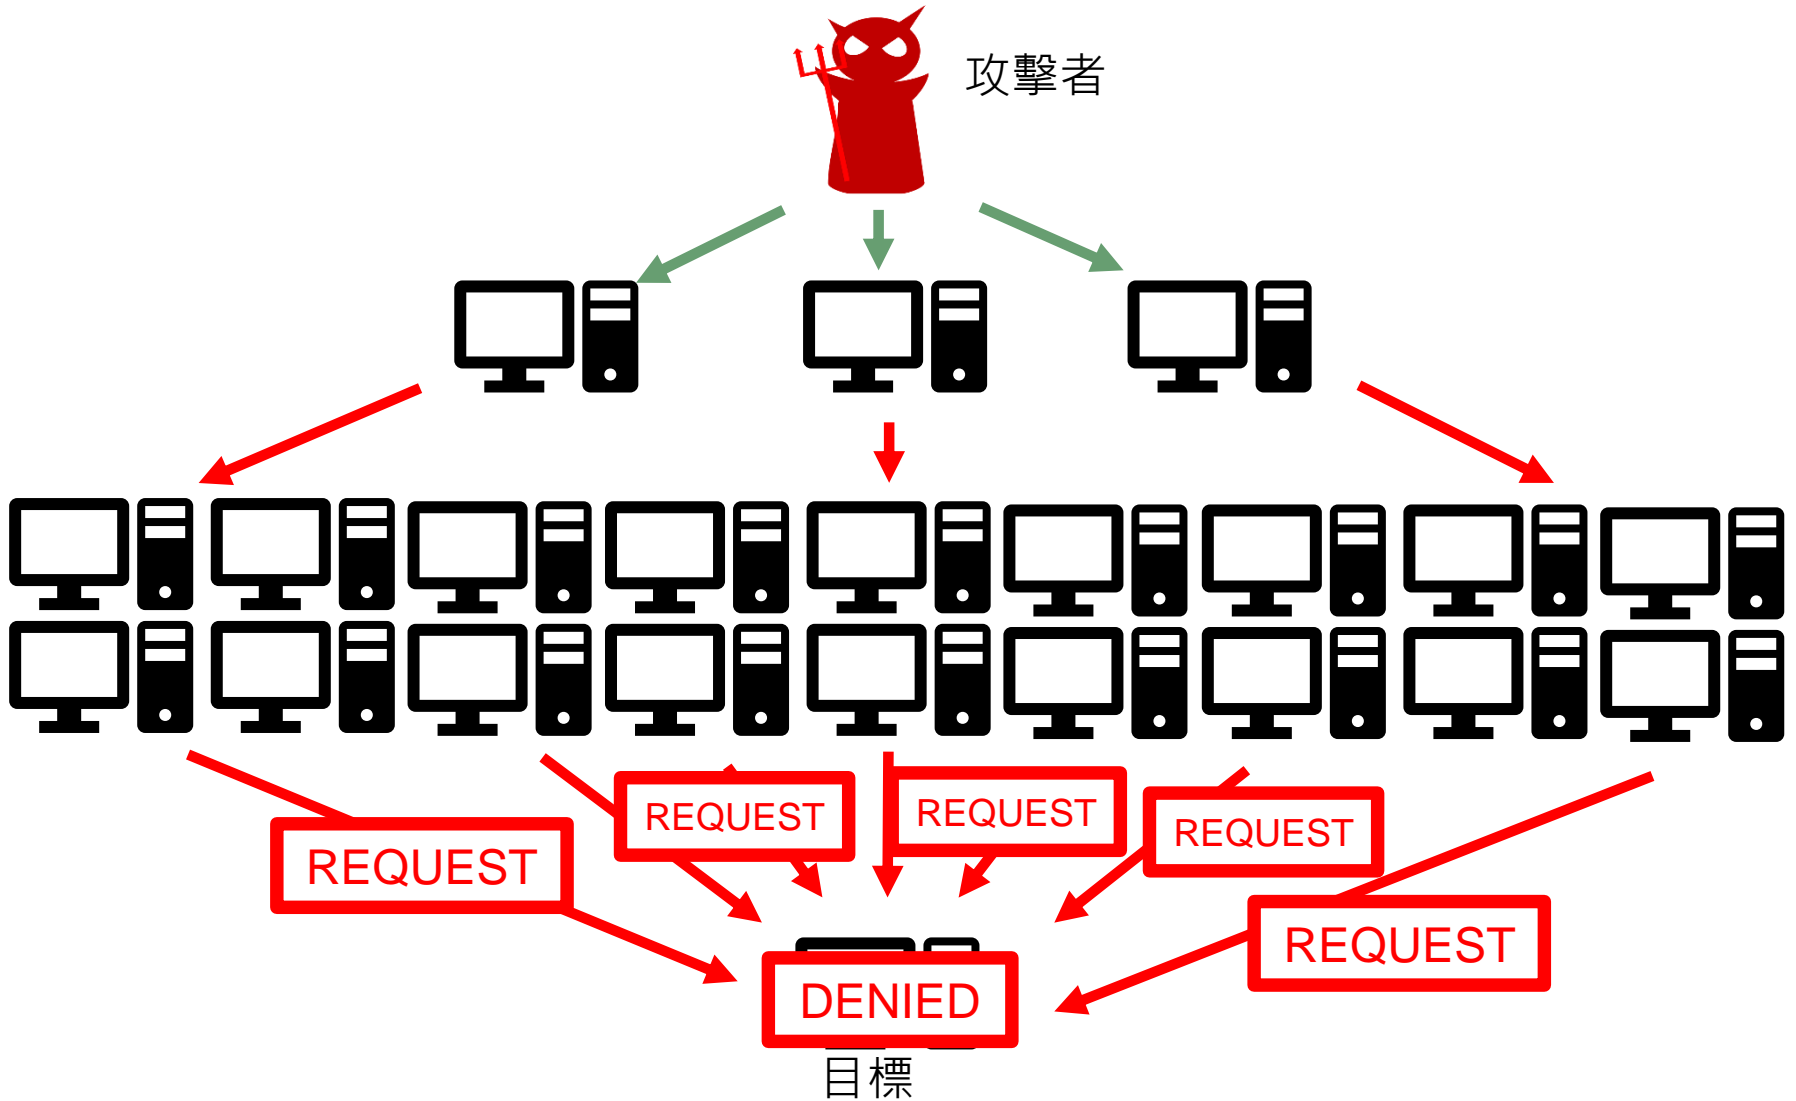 攻擊者
REQUEST
REQUEST
REQUEST
REQUEST
REQUEST
DENIED
目標